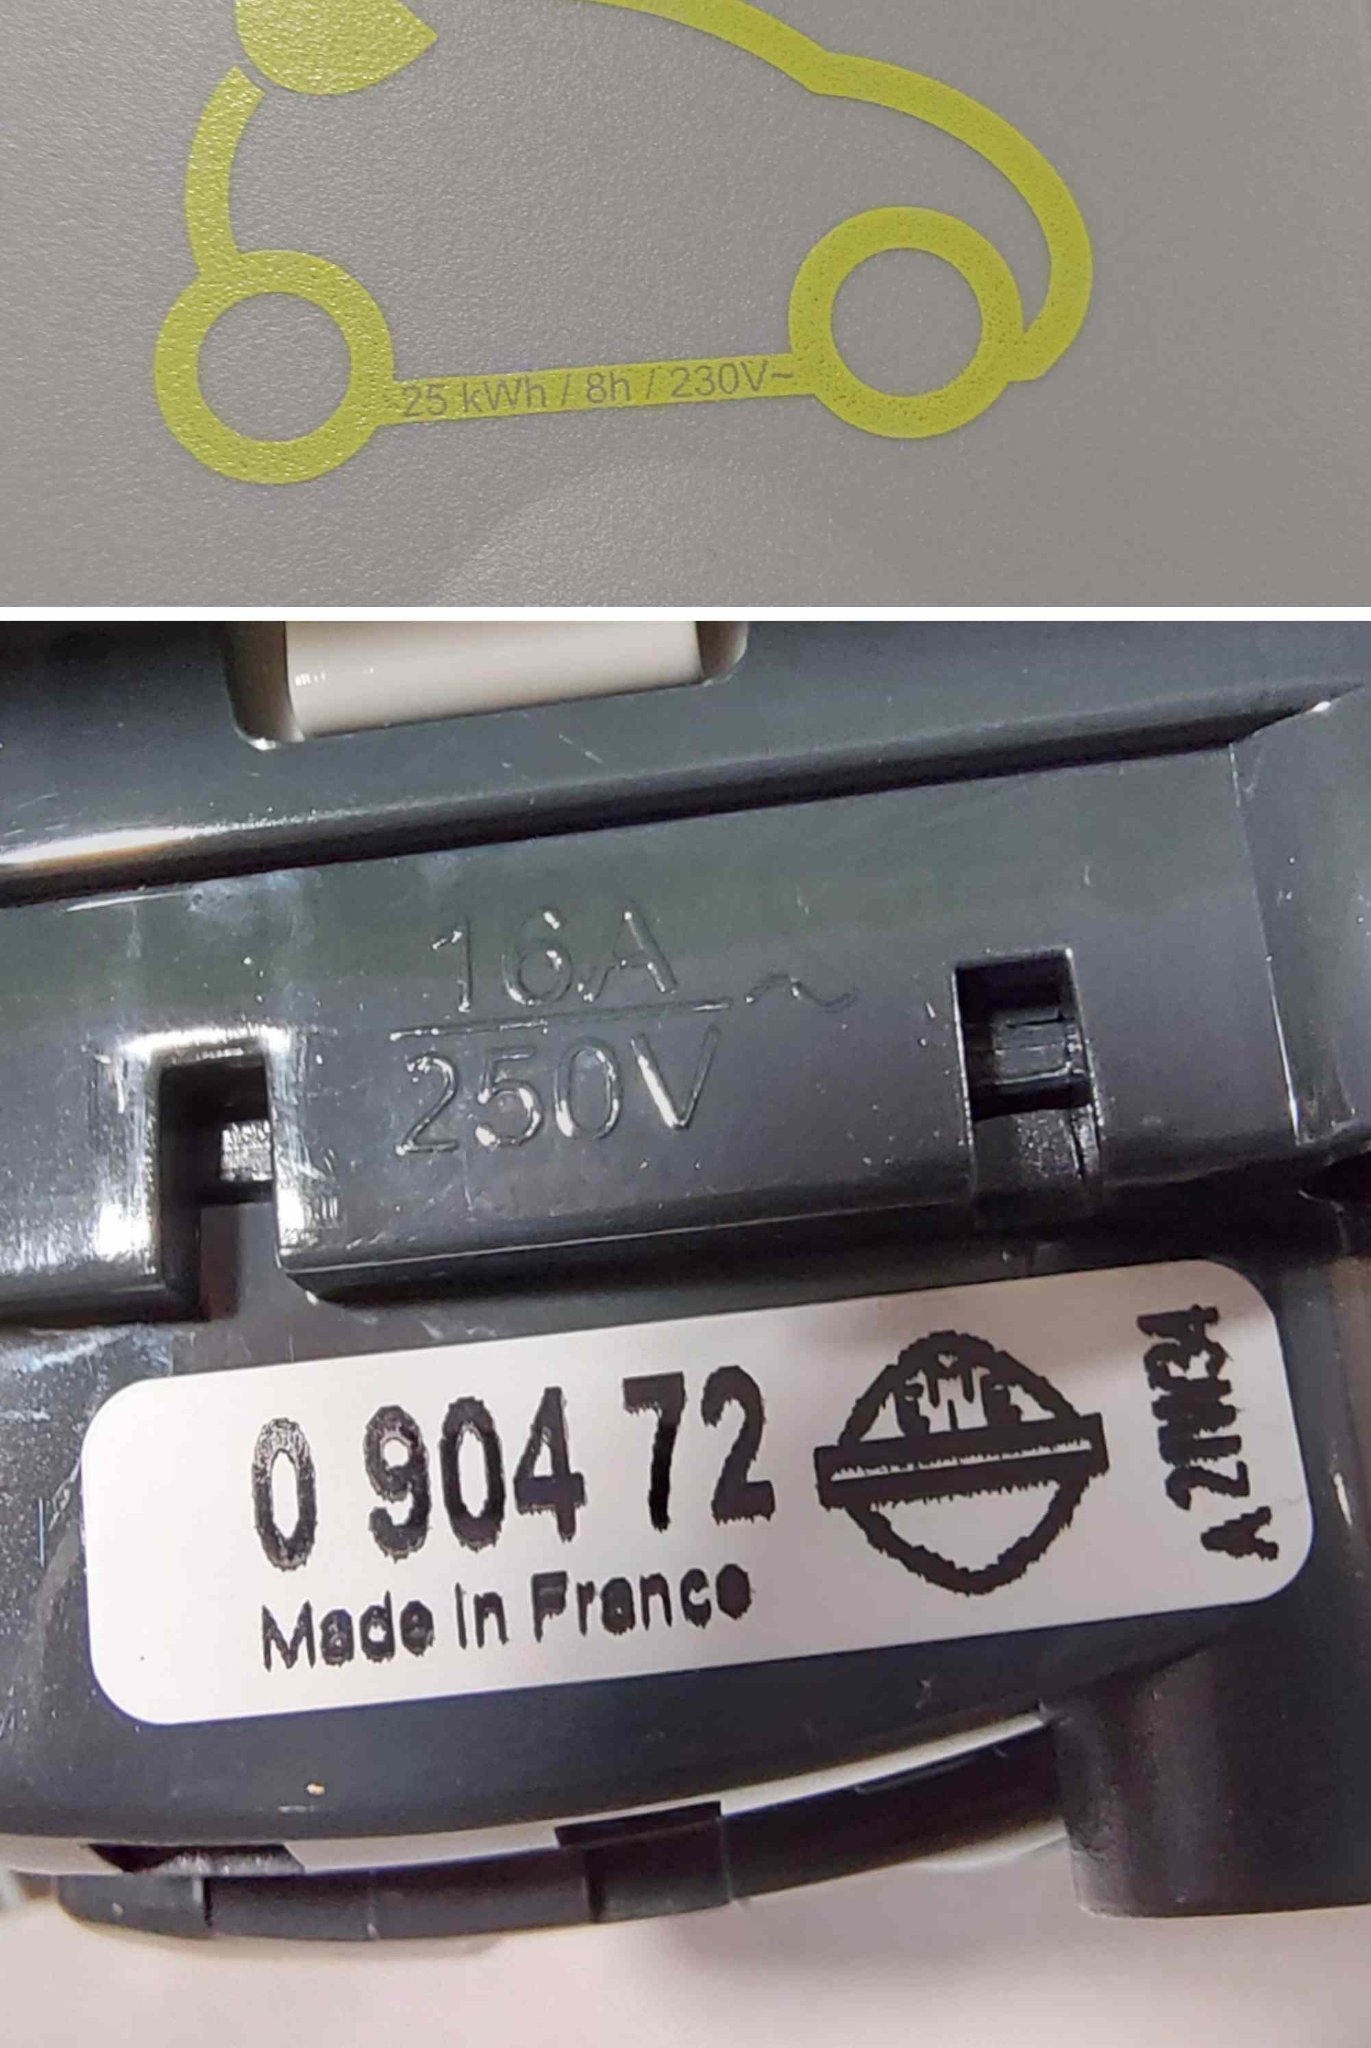 25 kWh / 8h / 230V~
16A
250V ~
0 904 72
Made in France